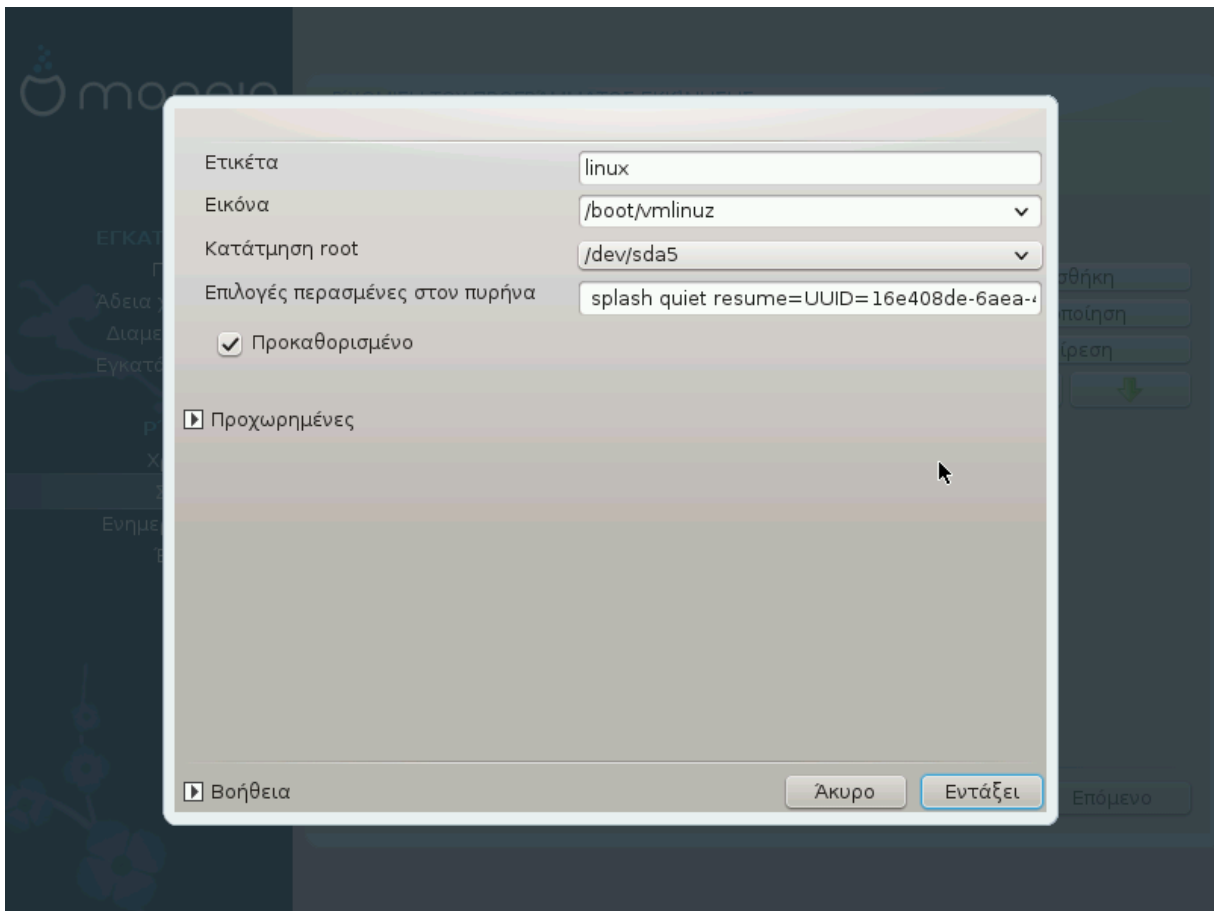 Ετικέτα
linux
Εικόνα
/boot/vmlinuz
Κατάτμηση root
/dev/sda5
Επιλογές περασμένες στον πυρήνα
splash quiet resume=UUID=16e408de-6aea-
Προκαθορισμένο
Προχωρημένες
Βοήθεια
Άκυρο
Εντάξει
Επόμενο